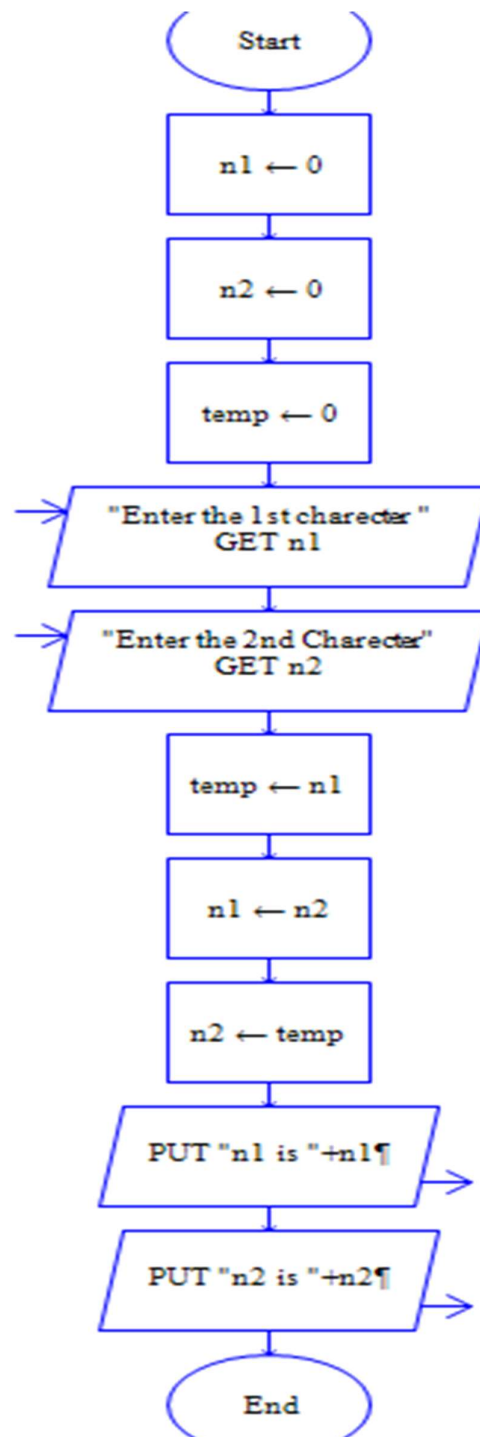 Start
n1 ← 0
n2 ← 0
temp ← 0
"Enter the 1st charecter "
GET n1
"Enter the 2nd Charecter"
GET n2
temp ← n1
n1 ← n2
n2 ← temp
PUT "n1 is "+n1¶
PUT "n2 is "+n2¶
End